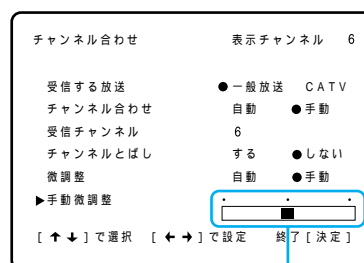 チャンネル合わせ 表示チャンネル 6
受信する放送 ●一般放送 CATV
チャンネル合わせ 自動 ●手動
受信チャンネル 6
チャンネルとばし する ●しない
微調整 自動 ●手動
▶手動微調整
[↑↓]で選択 [←→]で設定 終了[決定]